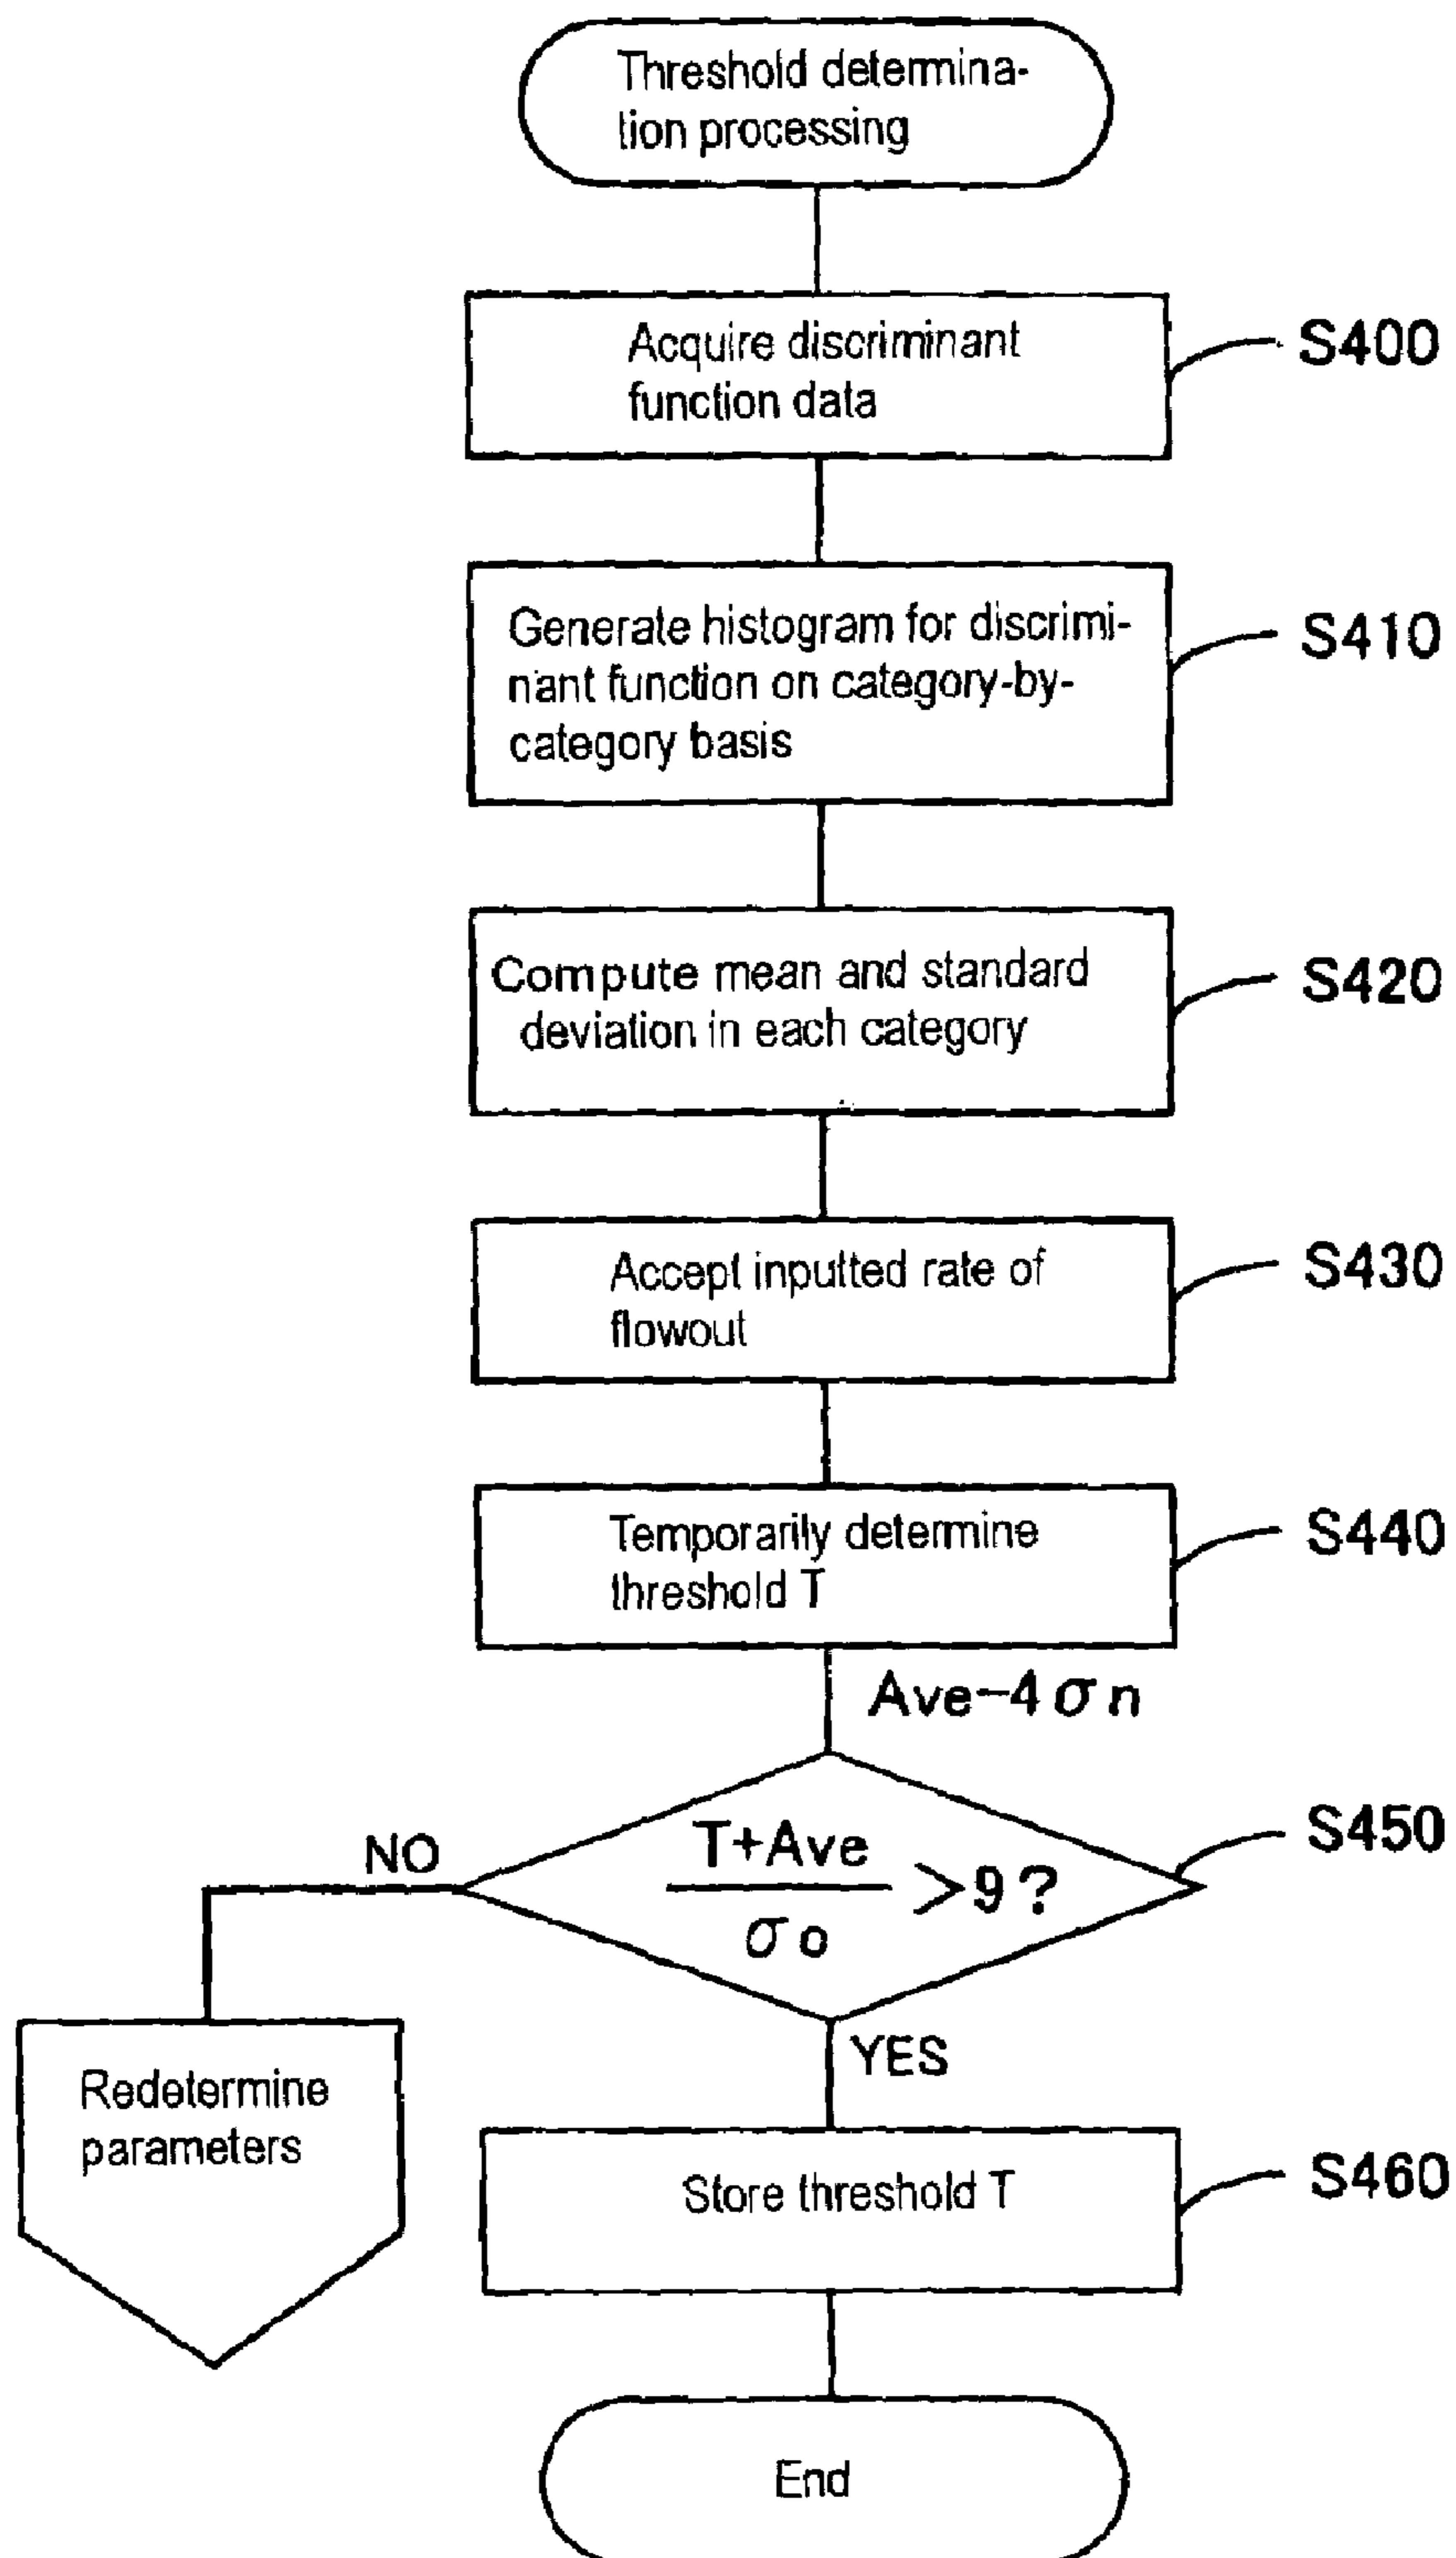 Threshold determina-
tion processing
Acquire discriminant
function data
S400
Generate histogram for discrimi-
nant function on category-by-
category basis
S410
Compute mean and standard
deviation in each category
S420
Accept inputted rate of
flowout
S430
Temporarily determine
threshold T
S440
Ave-4σn
T+Ave
σo
>9?
S450
NO
YES
Redetermine
parameters
Store threshold T
S460
End